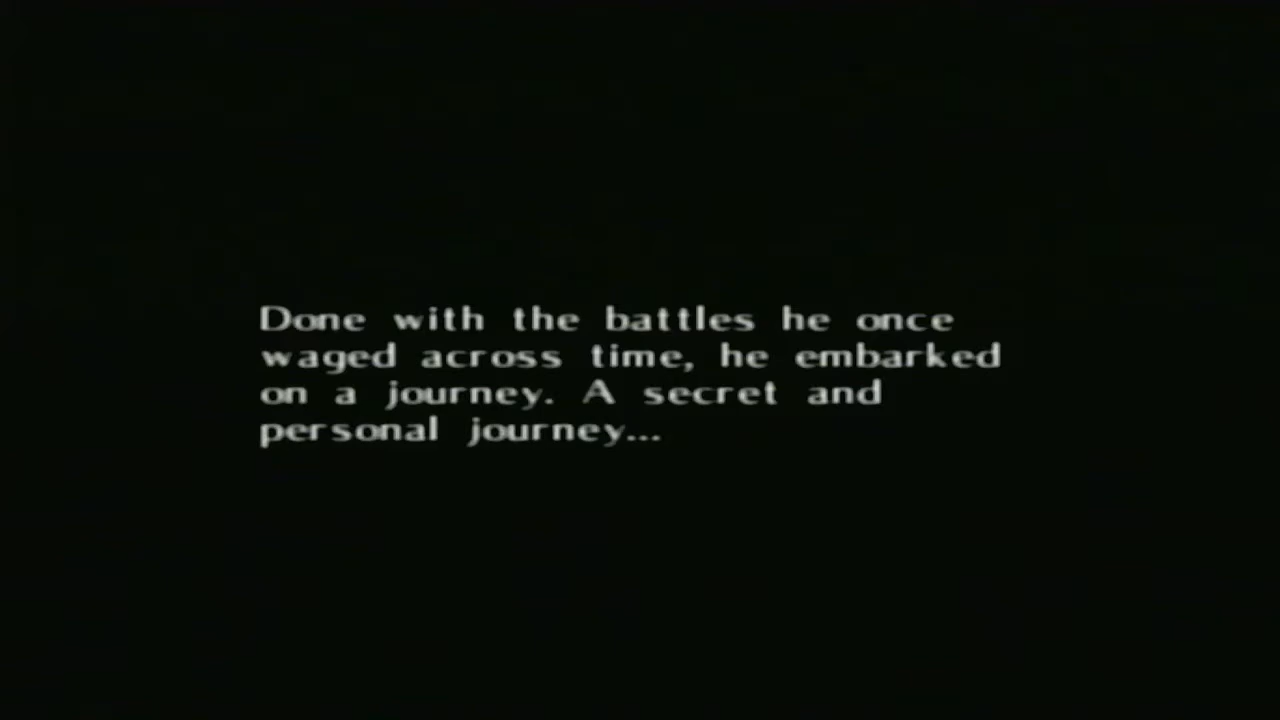 Done with the battles he once
waged across time, he embarked
on a journey. A secret and
personal journey...